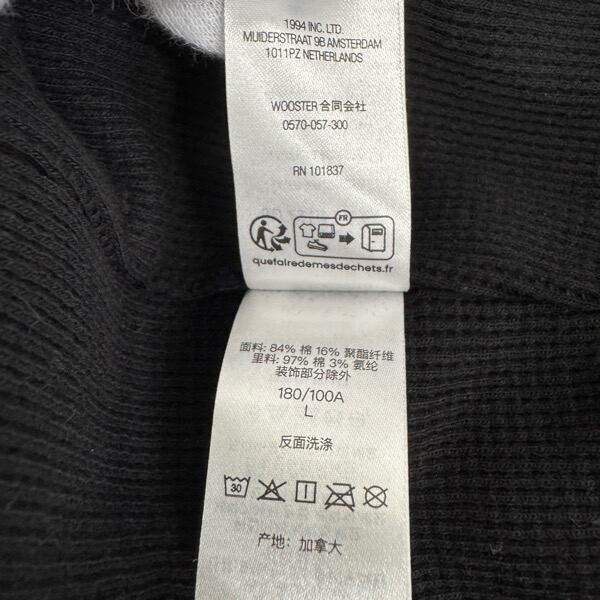 1994 INC. LTD.
MUIDERSTRAAT 9B AMSTERDAM
1011PZ NETHERLANDS
WOOSTER 合同会社
0570-057-300
RN 101837
FR
quefairedemesdechets.fr
面料: 84% 棉 16% 聚酯纤维
里料: 97% 棉 3% 氨纶
装饰部分除外
180/100A
L
反面洗涤
30
产地: 加拿大